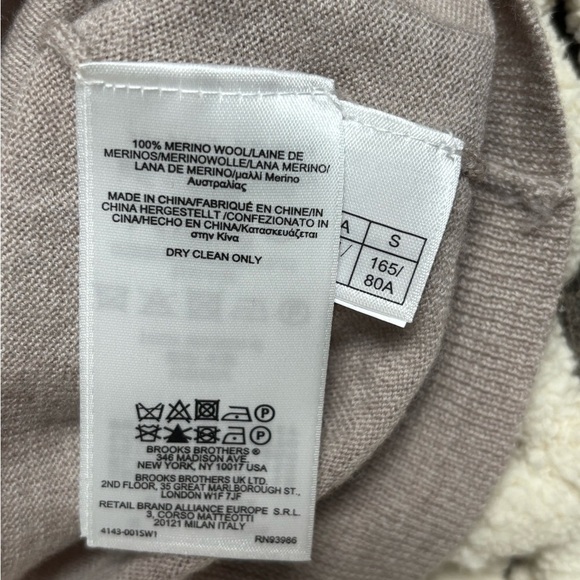 100% MERINO WOOL/LAINE DE
MERINOS/MERINOWOLLE/LANA MERINO/
LANA DE MERINO/μαλλί Merino
Αυστραλίας
MADE IN CHINA/FABRIQUÉ EN CHINE/IN
CHINA HERGESTELLT /CONFEZIONATO IN
CINA/HECHO EN CHINA/Κατασκευάζεται
στην Κίνα
DRY CLEAN ONLY
P
P
BROOKS BROTHERS ®
346 MADISON AVE.
NEW YORK, NY 10017 USA
BROOKS BROTHERS UK LTD.
2ND FLOOR, 35 GREAT MARLBOROUGH ST.,
LONDON W1F 7JF
RETAIL BRAND ALLIANCE EUROPE S.R.L.
3, CORSO MATTEOTTI
20121 MILAN ITALY
4143-0015W1 RN93986
A S
/ 165/
80A